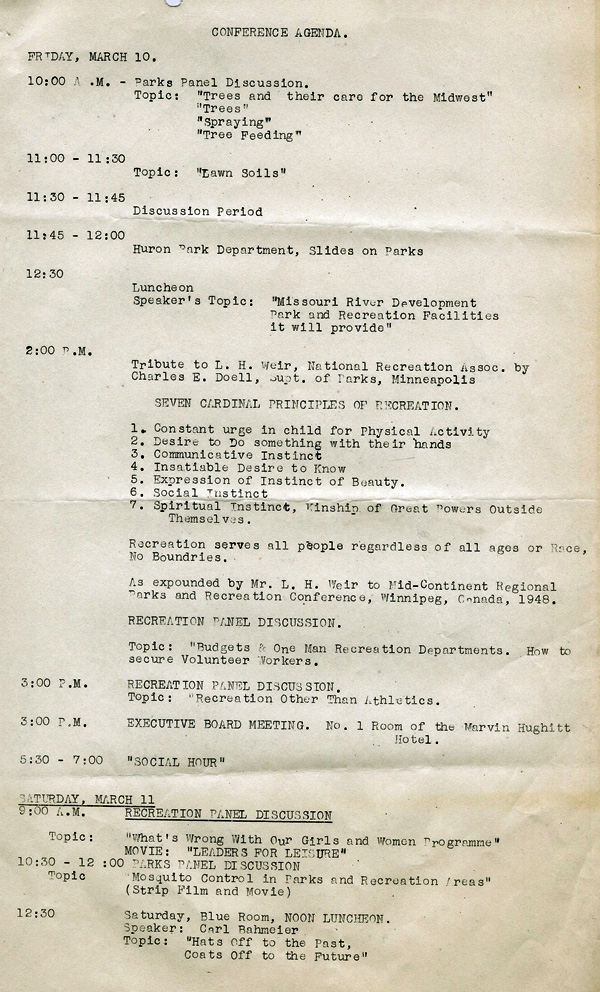 CONFERENCE AGENDA.
FRIDAY, MARCH 10.
10:00 A.M. - Parks Panel Discussion.
Topic: "Trees and their care for the Midwest"
"Trees"
"Spraying"
"Tree Feeding"
11:00 - 11:30
Topic: "Lawn Soils"
11:30 - 11:45
Discussion Period
11:45 - 12:00
Huron Park Department, Slides on Parks
12:30
Luncheon
Speaker's Topic: "Missouri River Development
Park and Recreation Facilities
it will provide"
2:00 P.M.
Tribute to L. H. Weir, National Recreation Assoc. by
Charles E. Doell, Supt. of Parks, Minneapolis
SEVEN CARDINAL PRINCIPLES OF RECREATION.
1. Constant urge in child for Physical Activity
2. Desire to Do something with their hands
3. Communicative Instinct
4. Insatiable Desire to Know
5. Expression of Instinct of Beauty.
6. Social Instinct
7. Spiritual Instinct, Kinship of Great Powers Outside
Themselves.
Recreation serves all people regardless of all ages or Race,
No Boundries.
As expounded by Mr. L. H. Weir to Mid-Continent Regional
Parks and Recreation Conference, Winnipeg, Canada, 1948.
RECREATION PANEL DISCUSSION.
Topic: "Budgets & One Man Recreation Departments. How to
secure Volunteer Workers.
3:00 P.M. RECREATION PANEL DISCUSSION.
Topic: "Recreation Other Than Athletics.
3:00 P.M. EXECUTIVE BOARD MEETING. No. 1 Room of the Marvin Hughitt
Hotel.
5:30 - 7:00 "SOCIAL HOUR"
SATURDAY, MARCH 11
9:00 A.M. RECREATION PANEL DISCUSSION
Topic: "What's Wrong With Our Girls and Women Programme"
MOVIE: "LEADERS FOR LEISURE"
10:30 - 12:00 PARKS PANEL DISCUSSION
Topic "Mosquito Control in Parks and Recreation Areas"
(Strip Film and Movie)
12:30 Saturday, Blue Room, NOON LUNCHEON.
Speaker: Carl Bahmeier
Topic: "Hats Off to the Past,
Coats Off to the Future"